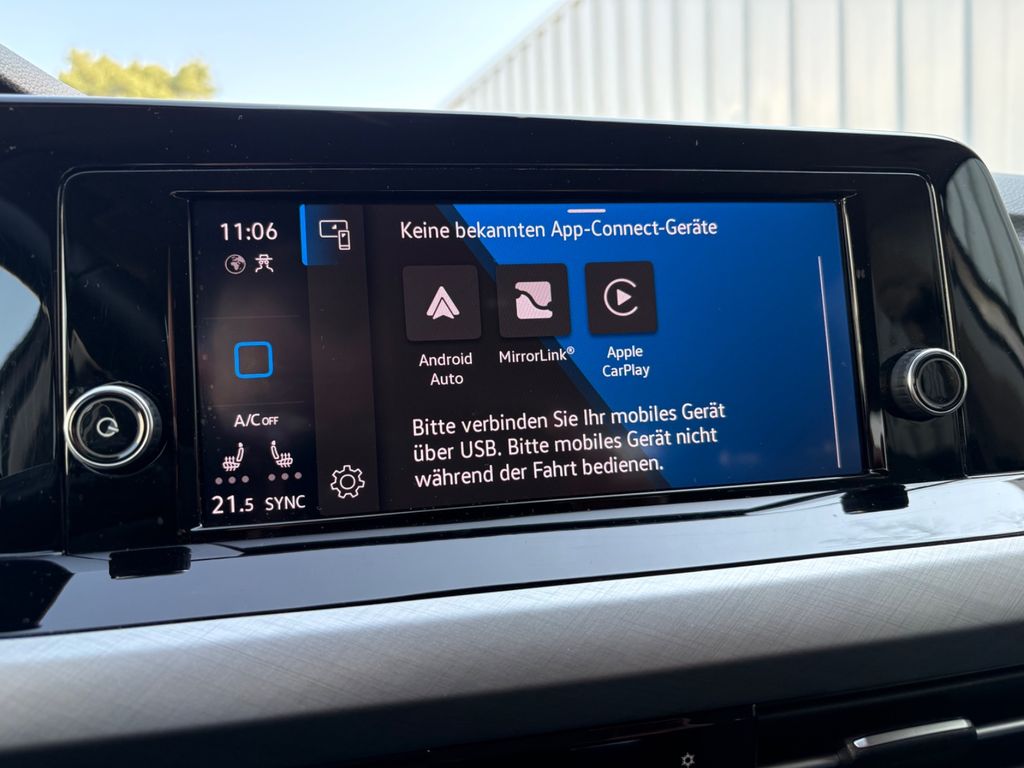 11:06
Keine bekannten App-Connect-Geräte
Android
Auto
MirrorLink®
Apple
CarPlay
A/C OFF
Bitte verbinden Sie Ihr mobiles Gerät
über USB. Bitte mobiles Gerät nicht
während der Fahrt bedienen.
21.5 SYNC